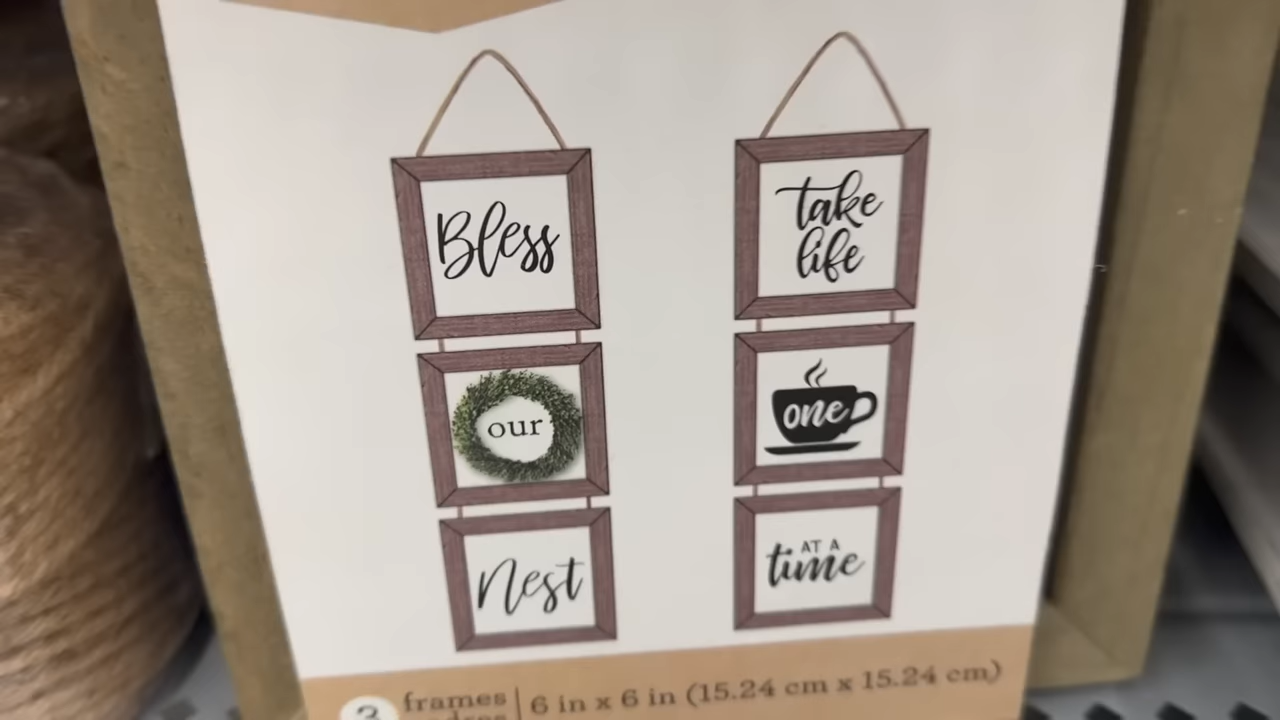 Bless
our
Nest
take
life
one
AT A
time
3
frames
6 in x 6 in (15.24 cm x 15.24 cm)